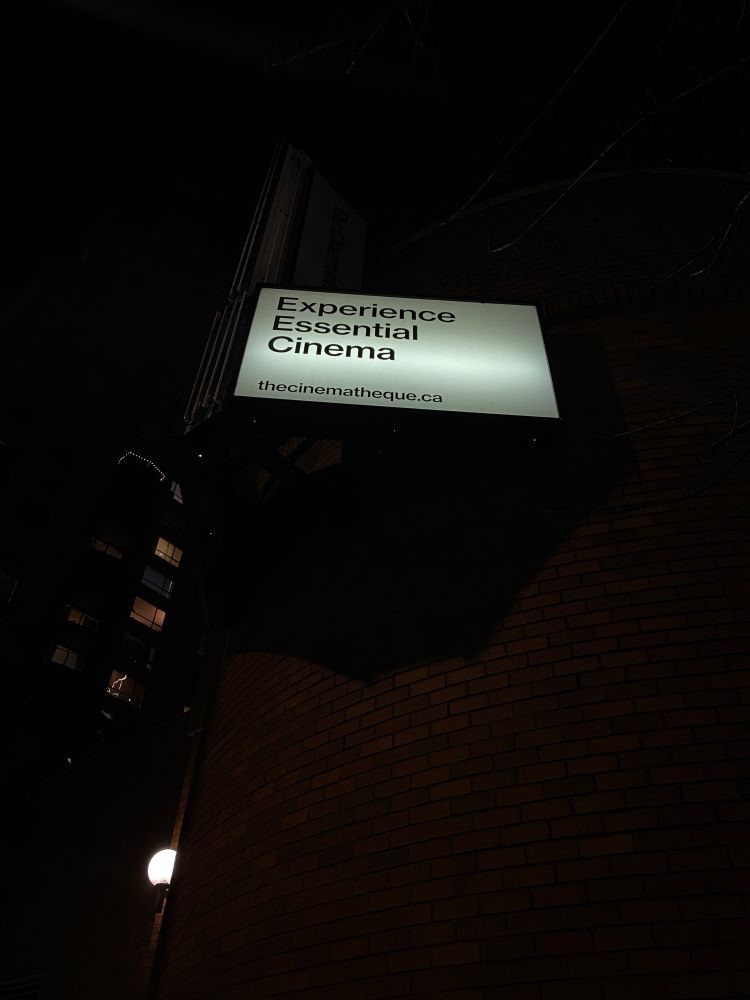 Experience
Essential
Cinema
thecinematheque.ca